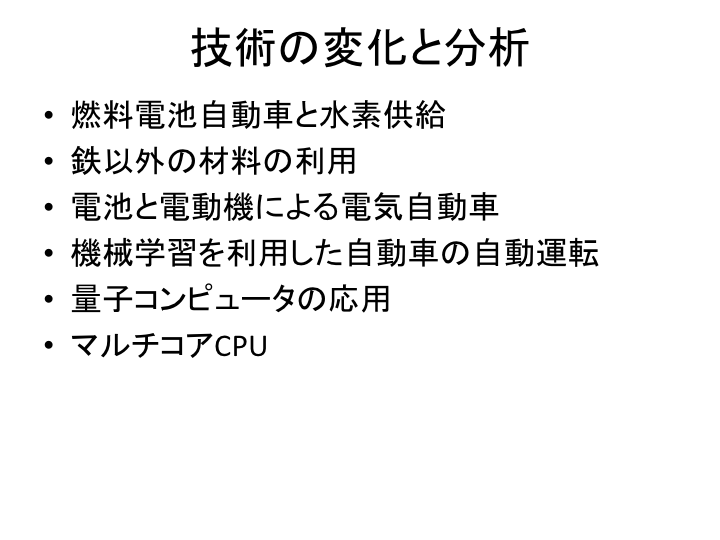 技術の変化と分析
• 燃料電池自動車と水素供給
• 鉄以外の材料の利用
• 電池と電動機による電気自動車
• 機械学習を利用した自動車の自動運転
• 量子コンピュータの応用
• マルチコアCPU